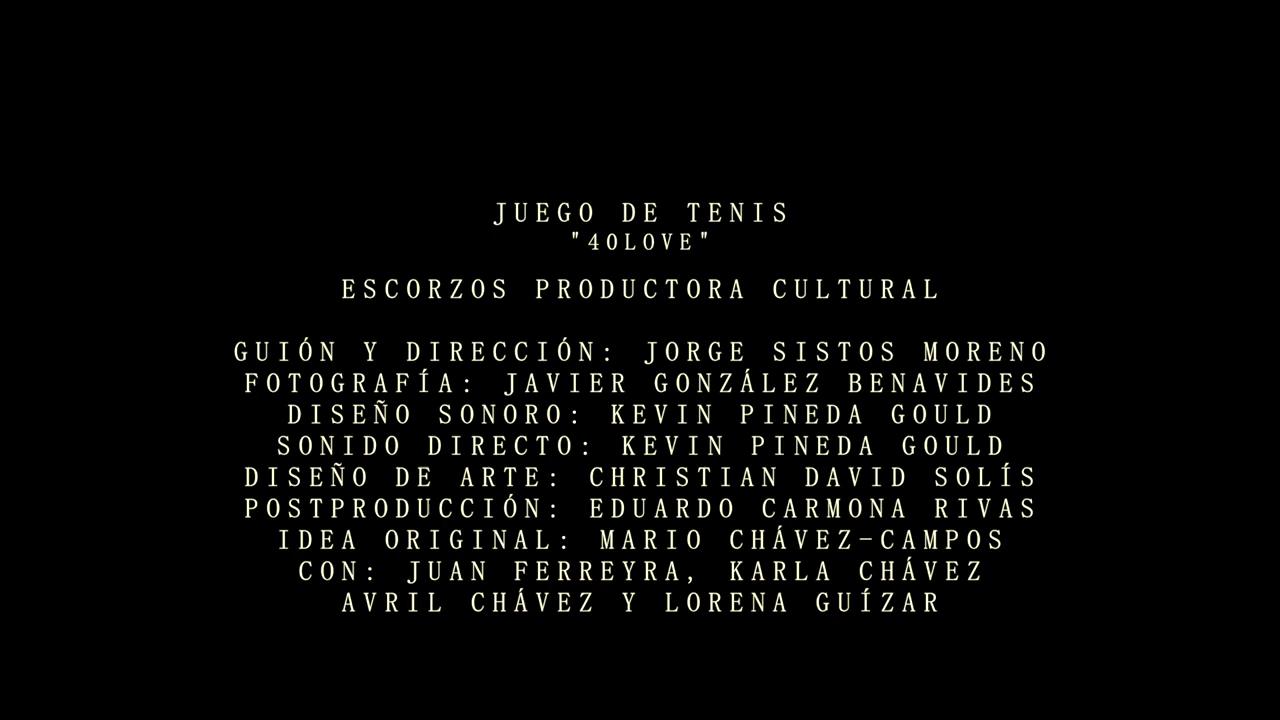 JUEGO DE TENIS
"40LOVE"
ESCORZOS PRODUCTORA CULTURAL
GUIÓN Y DIRECCIÓN: JORGE SISTOS MORENO
FOTOGRAFÍA: JAVIER GONZÁLEZ BENAVIDES
DISEÑO SONORO: KEVIN PINEDA GOULD
SONIDO DIRECTO: KEVIN PINEDA GOULD
DISEÑO DE ARTE: CHRISTIAN DAVID SOLÍS
POSTPRODUCCIÓN: EDUARDO CARMONA RIVAS
IDEA ORIGINAL: MARIO CHÁVEZ-CAMPOS
CON: JUAN FERREYRA, KARLA CHÁVEZ
AVRIL CHÁVEZ Y LORENA GUÍZAR